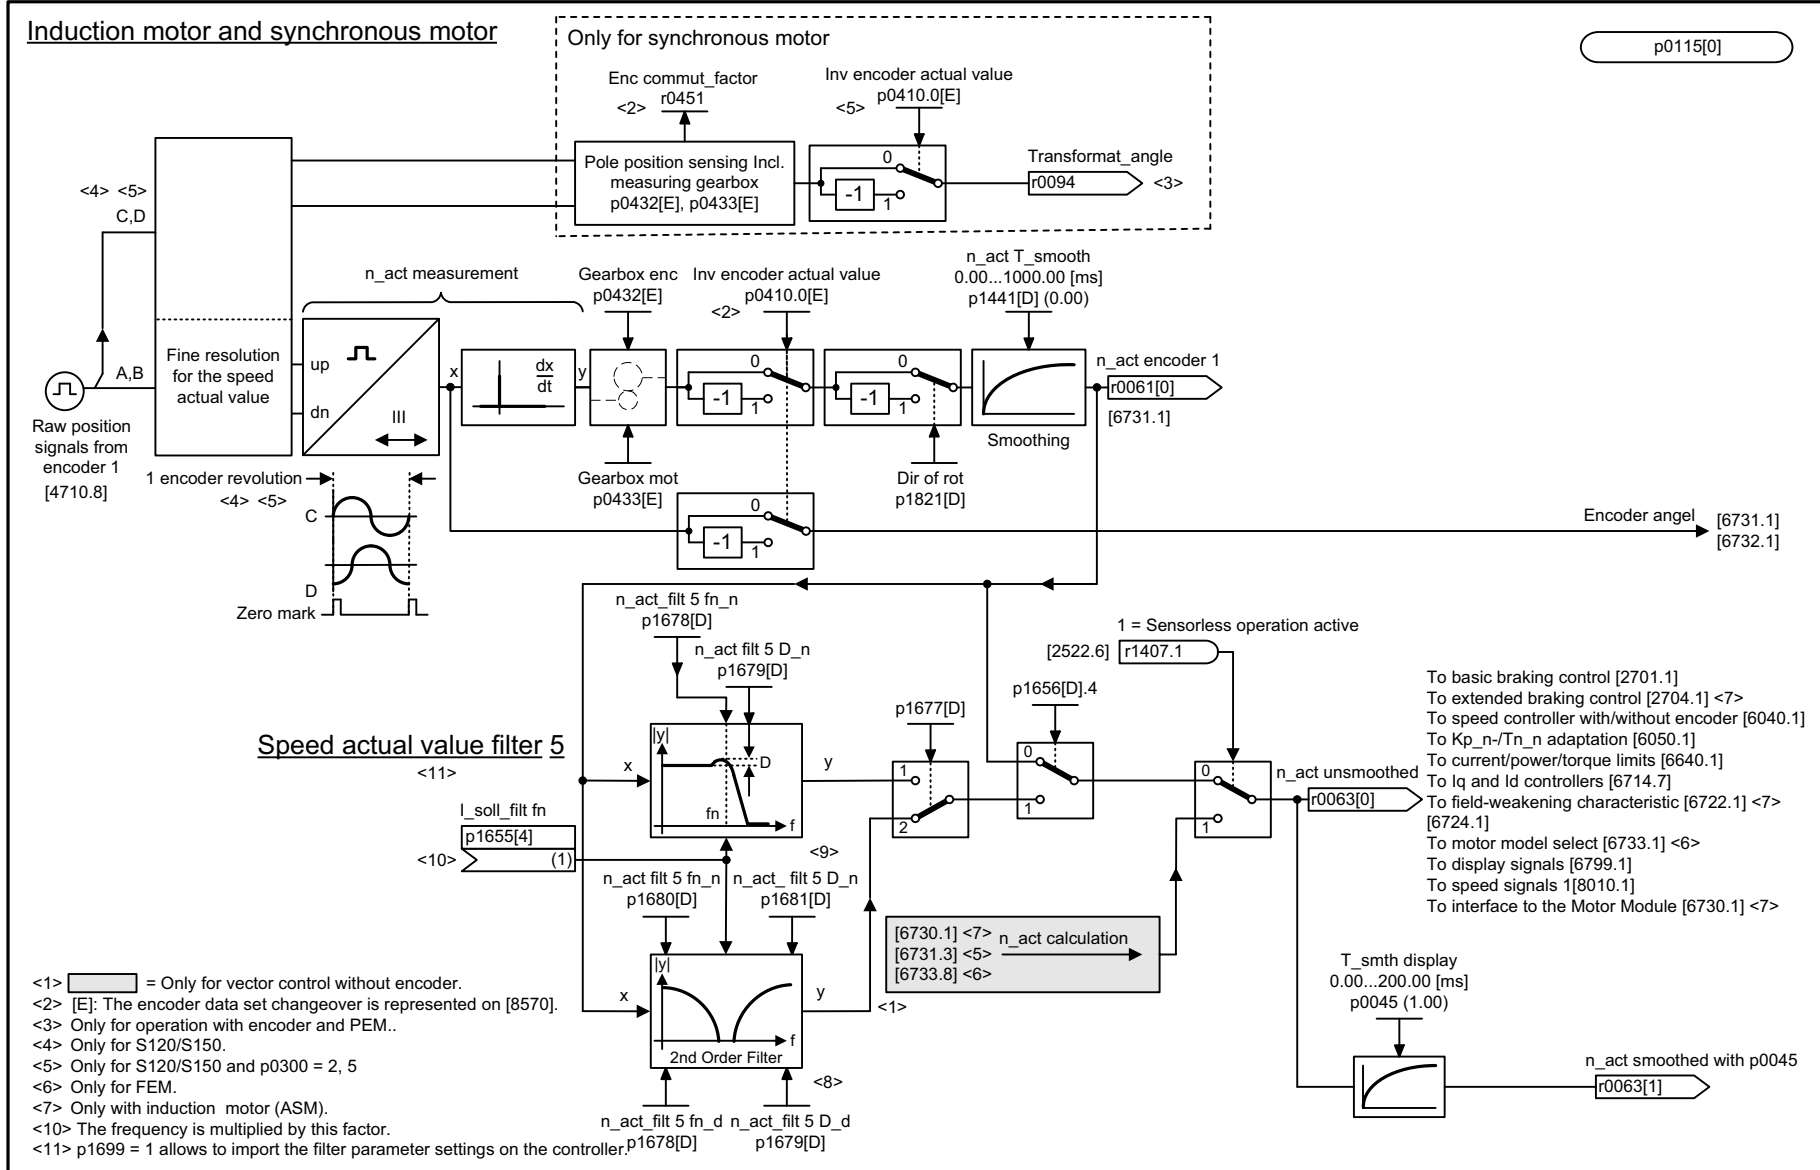 Induction motor and synchronous motor
Only for synchronous motor
p0115[0]
Enc commut_factor
r0451
<2>
Inv encoder actual value
p0410.0[E]
<5>
Pole position sensing Incl.
measuring gearbox
p0432[E], p0433[E]
0
-1
1
Transformat_angle
r0094
<3>
<4> <5>
C,D
A,B
Raw position
signals from
encoder 1
[4710.8]
Fine resolution
for the speed
actual value
n_act measurement
up
dn
III
x
dx
dt
y
Gearbox enc
p0432[E]
Gearbox mot
p0433[E]
Inv encoder actual value
p0410.0[E]
<2>
0
-1
1
0
-1
1
Dir of rot
p1821[D]
n_act T_smooth
0.00...1000.00 [ms]
p1441[D] (0.00)
Smoothing
n_act encoder 1
r0061[0]
[6731.1]
1 encoder revolution
<4> <5>
C
D
Zero mark
0
-1
1
Encoder angel
[6731.1]
[6732.1]
Speed actual value filter 5
<11>
n_act_filt 5 fn_n
p1678[D]
n_act filt 5 D_n
p1679[D]
|y|
D
fn
f
x
y
I_soll_filt fn
p1655[4]
<10>
(1)
<9>
n_act filt 5 fn_n
p1680[D]
n_act_ filt 5 D_n
p1681[D]
|y|
f
x
y
2nd Order Filter
<8>
n_act_filt 5 fn_d
p1678[D]
n_act_filt 5 D_d
p1679[D]
p1677[D]
1
2
p1656[D].4
0
1
1 = Sensorless operation active
[2522.6]
r1407.1
0
1
[6730.1] <7>
[6731.3] <5>
[6733.8] <6>
n_act calculation
<1>
n_act unsmoothed
r0063[0]
To basic braking control [2701.1]
To extended braking control [2704.1] <7>
To speed controller with/without encoder [6040.1]
To Kp_n-/Tn_n adaptation [6050.1]
To current/power/torque limits [6640.1]
To Iq and Id controllers [6714.7]
To field-weakening characteristic [6722.1] <7>
[6724.1]
To motor model select [6733.1] <6>
To display signals [6799.1]
To speed signals 1[8010.1]
To interface to the Motor Module [6730.1] <7>
T_smth display
0.00...200.00 [ms]
p0045 (1.00)
n_act smoothed with p0045
r0063[1]
<1> = Only for vector control without encoder.
<2> [E]: The encoder data set changeover is represented on [8570].
<3> Only for operation with encoder and PEM..
<4> Only for S120/S150.
<5> Only for S120/S150 and p0300 = 2, 5
<6> Only for FEM.
<7> Only with induction motor (ASM).
<10> The frequency is multiplied by this factor.
<11> p1699 = 1 allows to import the filter parameter settings on the controller.